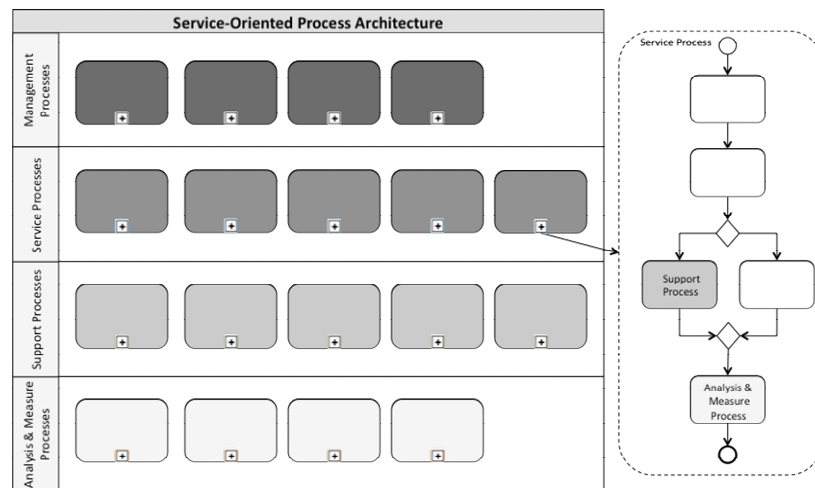 Service-Oriented Process Architecture
Management
Processes
Service Processes
Support Processes
Analysis & Measure
Processes
Service Process
Support
Process
Analysis &
Measure
Process